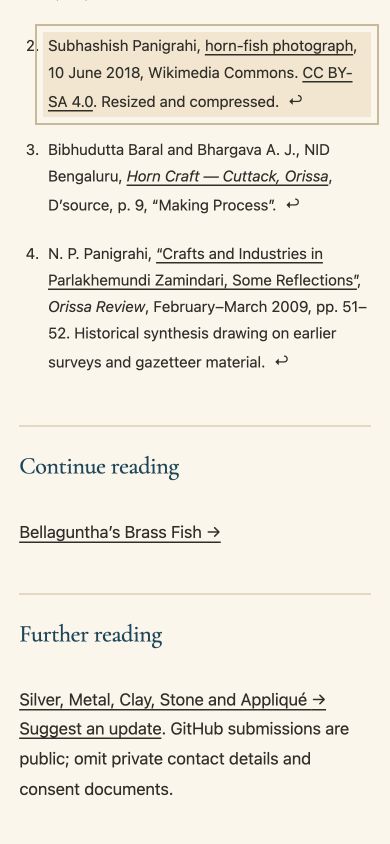 2. Subhashish Panigrahi, horn-fish photograph,
10 June 2018, Wikimedia Commons. CC BY-
SA 4.0. Resized and compressed. ↩
3. Bibhudutta Baral and Bhargava A. J., NID
Bengaluru, Horn Craft — Cuttack, Orissa,
D’source, p. 9, “Making Process”. ↩
4. N. P. Panigrahi, “Crafts and Industries in
Parlakhemundi Zamindari, Some Reflections”,
Orissa Review, February–March 2009, pp. 51–
52. Historical synthesis drawing on earlier
surveys and gazetteer material. ↩
Continue reading
Bellaguntha’s Brass Fish →
Further reading
Silver, Metal, Clay, Stone and Appliqué →
Suggest an update. GitHub submissions are
public; omit private contact details and
consent documents.